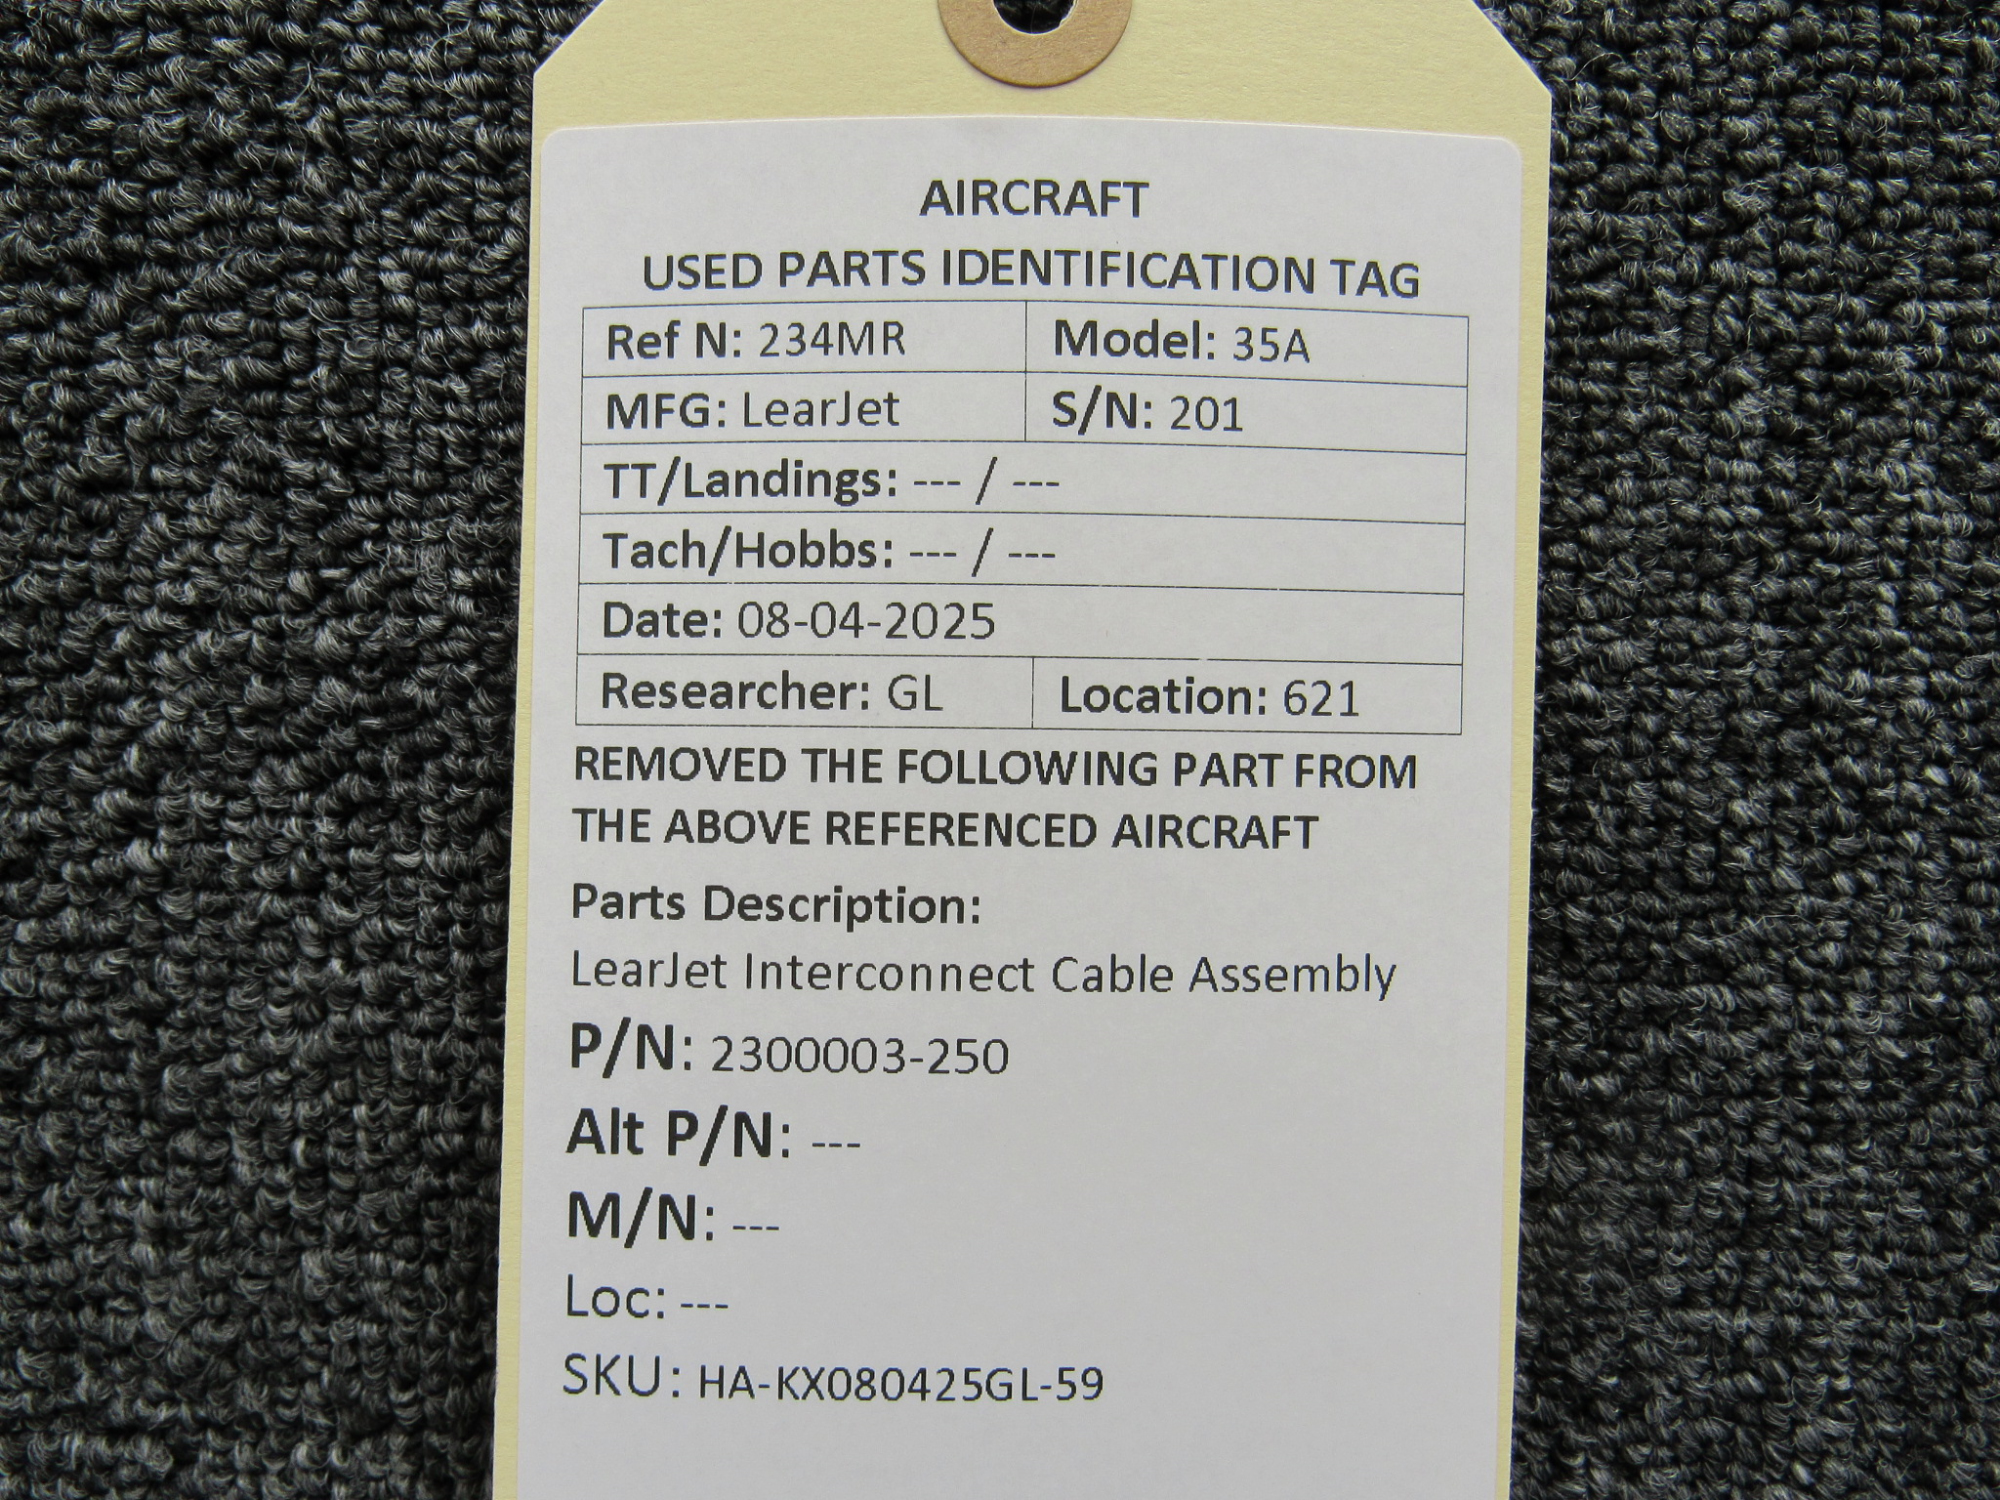 AIRCRAFT
USED PARTS IDENTIFICATION TAG
Ref N: 234MR Model: 35A
MFG: LearJet S/N: 201
TT/Landings: --- / ---
Tach/Hobbs: --- / ---
Date: 08-04-2025
Researcher: GL Location: 621
REMOVED THE FOLLOWING PART FROM
THE ABOVE REFERENCED AIRCRAFT
Parts Description:
LearJet Interconnect Cable Assembly
P/N: 2300003-250
Alt P/N: ---
M/N: ---
Loc: ---
SKU: HA-KX080425GL-59